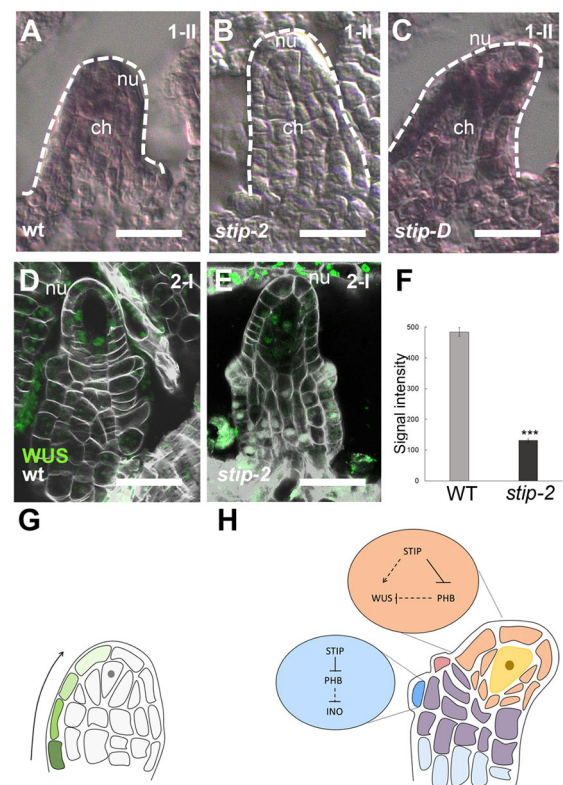 A
1-II
nu
ch
wt
B
1-II
nu
ch
stip-2
C
1-II
nu
ch
stip-D
D
2-I
nu
WUS
wt
E
2-I
nu
stip-2
F
Signal intensity
500
400
300
200
100
0
***
WT
stip-2
G
H
STIP
WUS
PHB
STIP
PHB
INO